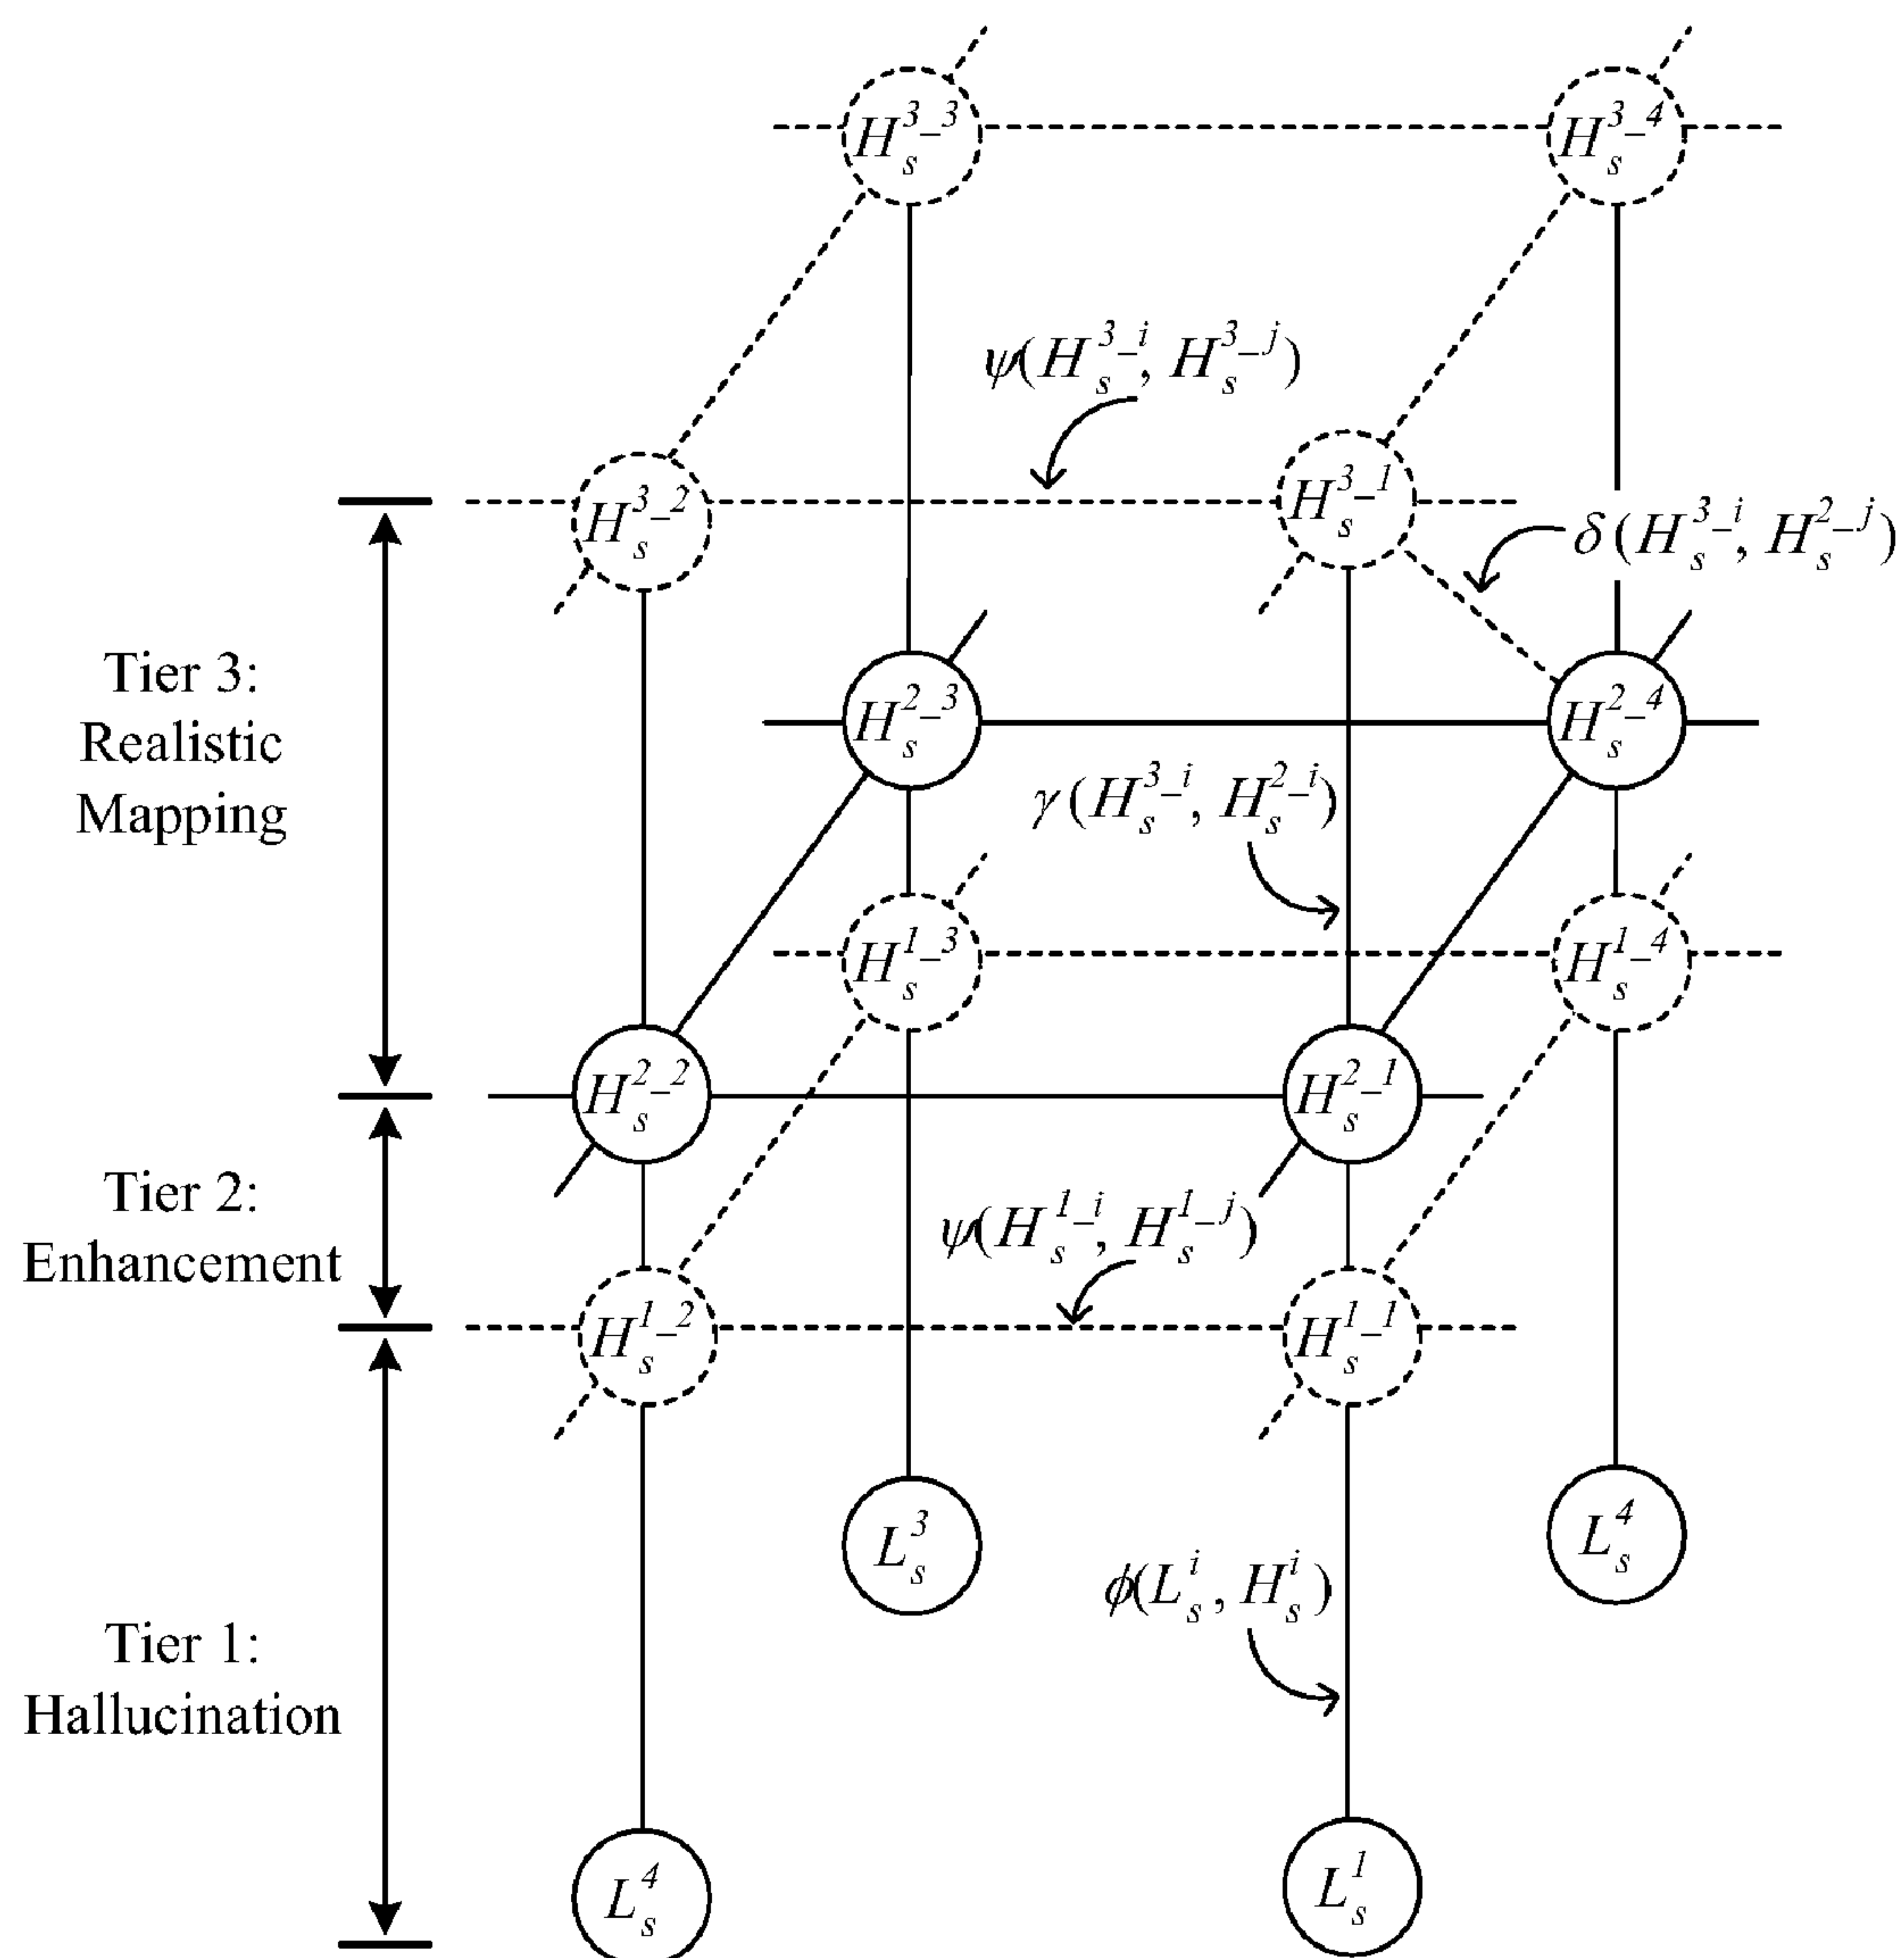 H_s^{3_3}
H_s^{3_4}
ψ(H_s^{3_i}, H_s^{3_j})
H_s^{3_2}
H_s^{3_1}
δ(H_s^{3_i}, H_s^{2_j})
Tier 3:
Realistic
Mapping
H_s^{2_3}
H_s^{2_4}
γ(H_s^{3_i}, H_s^{2_i})
H_s^{1_3}
H_s^{1_4}
H_s^{2_2}
H_s^{2_1}
Tier 2:
Enhancement
ψ(H_s^{1_i}, H_s^{1_j})
H_s^{1_2}
H_s^{1_1}
L_s^3
L_s^4
ϕ(L_s^i, H_s^i)
Tier 1:
Hallucination
L_s^4
L_s^1